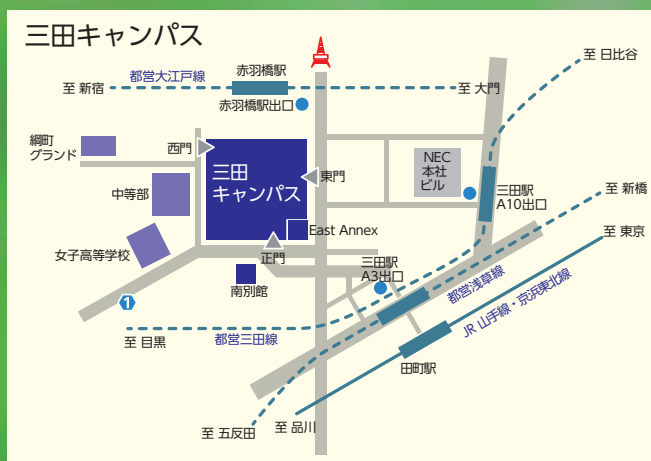 三田キャンパス
至 日比谷
都営大江戸線
赤羽橋駅
至 新宿
至 大門
赤羽橋駅出口
綱町
グランド
西門
三田
キャンパス
東門
NEC
本社
ビル
中等部
三田駅
A10出口
至 新橋
East Annex
至 東京
女子高等学校
正門
三田駅
A3出口
南別館
都営浅草線
JR 山手線・京浜東北線
1
至 目黒
都営三田線
田町駅
至 五反田
至 品川